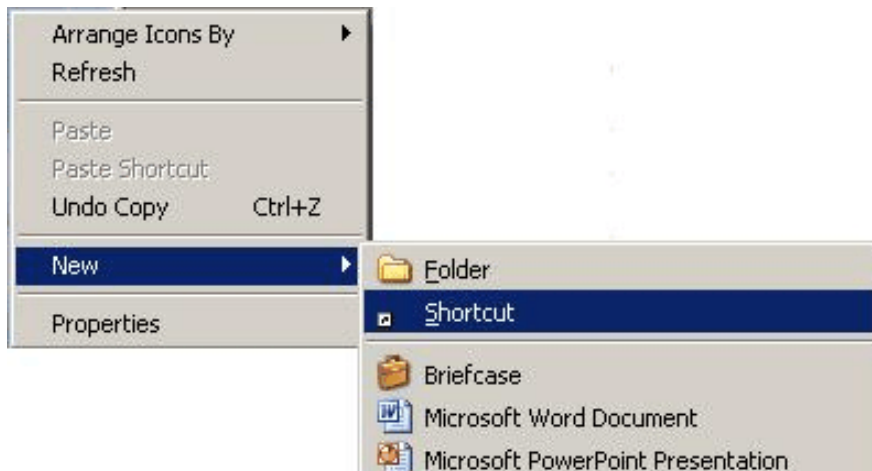 Arrange Icons By
Refresh
Paste
Paste Shortcut
Undo Copy Ctrl+Z
New
Properties
Folder
Shortcut
Briefcase
Microsoft Word Document
Microsoft PowerPoint Presentation